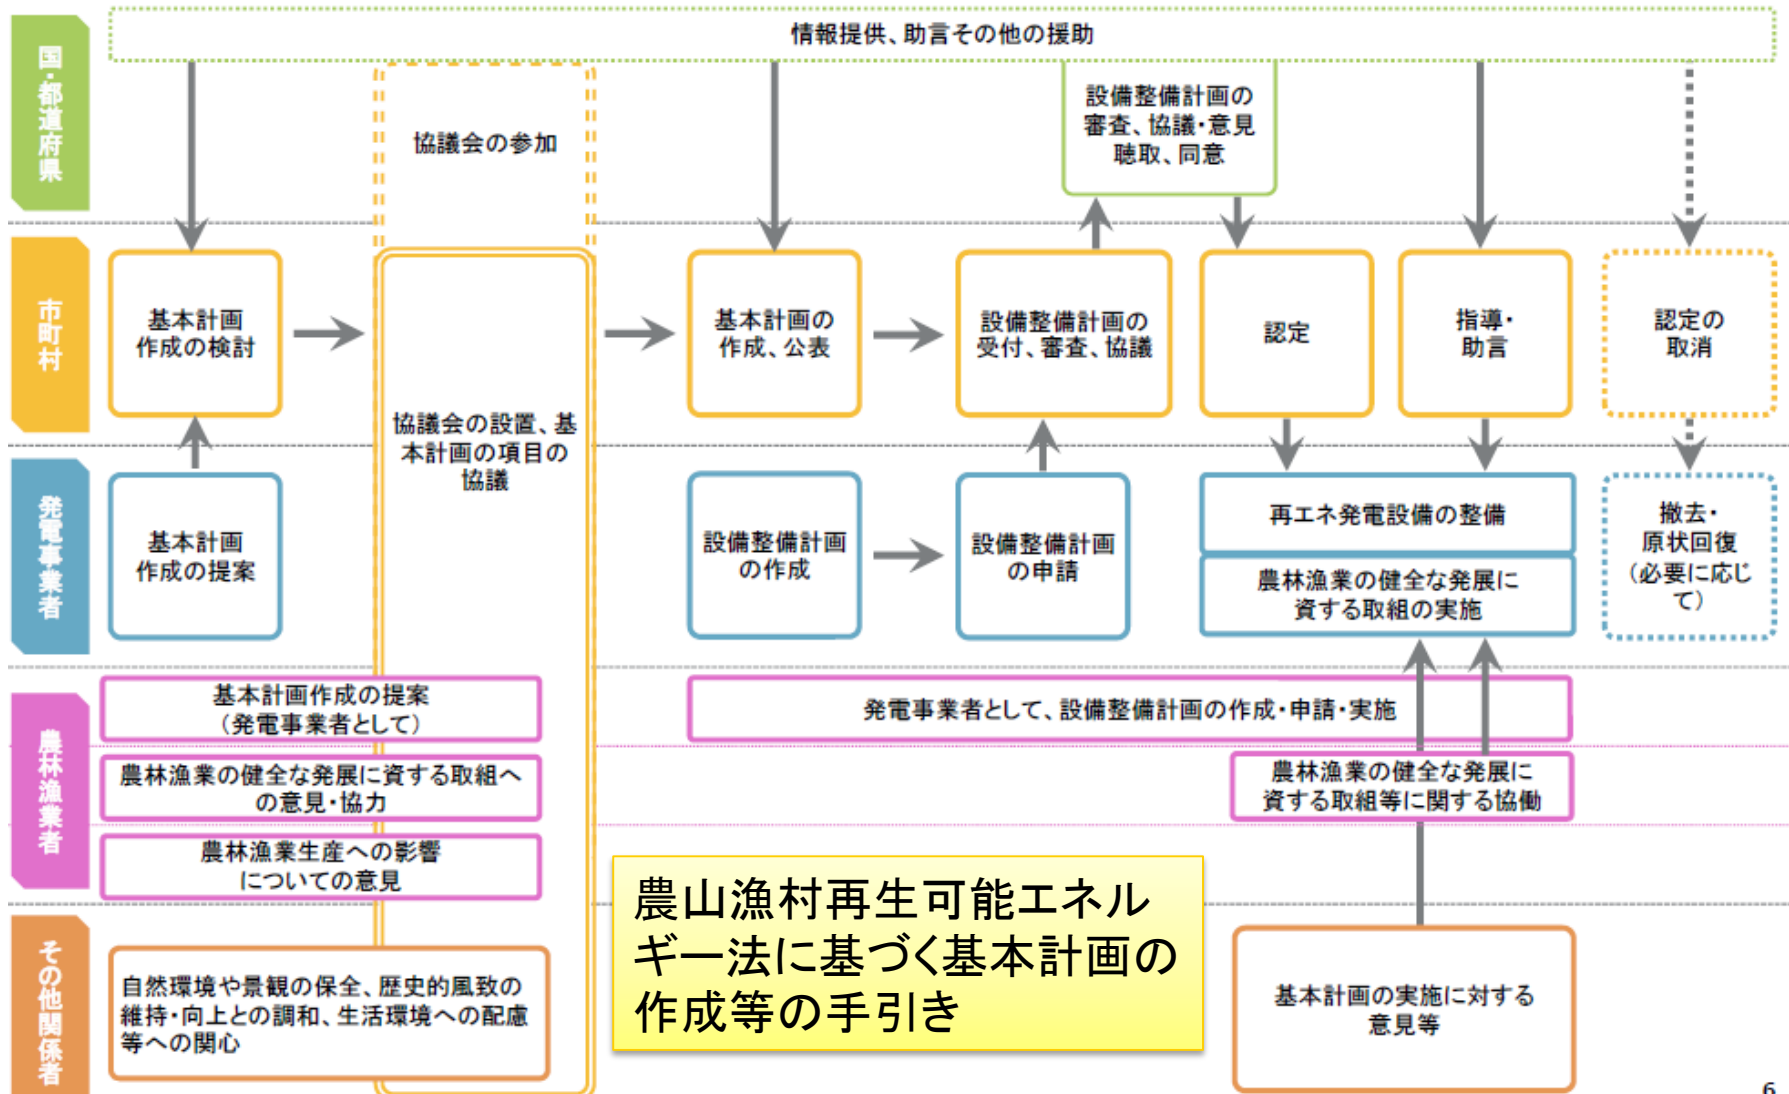 国・都道府県
情報提供、助言その他の援助
協議会の参加
設備整備計画の
審査、協議・意見
聴取、同意
市町村
基本計画
作成の検討
協議会の設置、基
本計画の項目の
協議
基本計画の
作成、公表
設備整備計画の
受付、審査、協議
認定
指導・
助言
認定の
取消
発電事業者
基本計画
作成の提案
設備整備計画
の作成
設備整備計画
の申請
再エネ発電設備の整備
農林漁業の健全な発展に
資する取組の実施
撤去・
原状回復
（必要に応じ
て）
農林漁業者
基本計画作成の提案
（発電事業者として）
発電事業者として、設備整備計画の作成・申請・実施
農林漁業の健全な発展に資する取組へ
の意見・協力
農林漁業の健全な発展に
資する取組等に関する協働
農林漁業生産への影響
についての意見
農山漁村再生可能エネル
ギー法に基づく基本計画の
作成等の手引き
その他関係者
自然環境や景観の保全、歴史的風致の
維持・向上との調和、生活環境への配慮
等への関心
基本計画の実施に対する
意見等
6